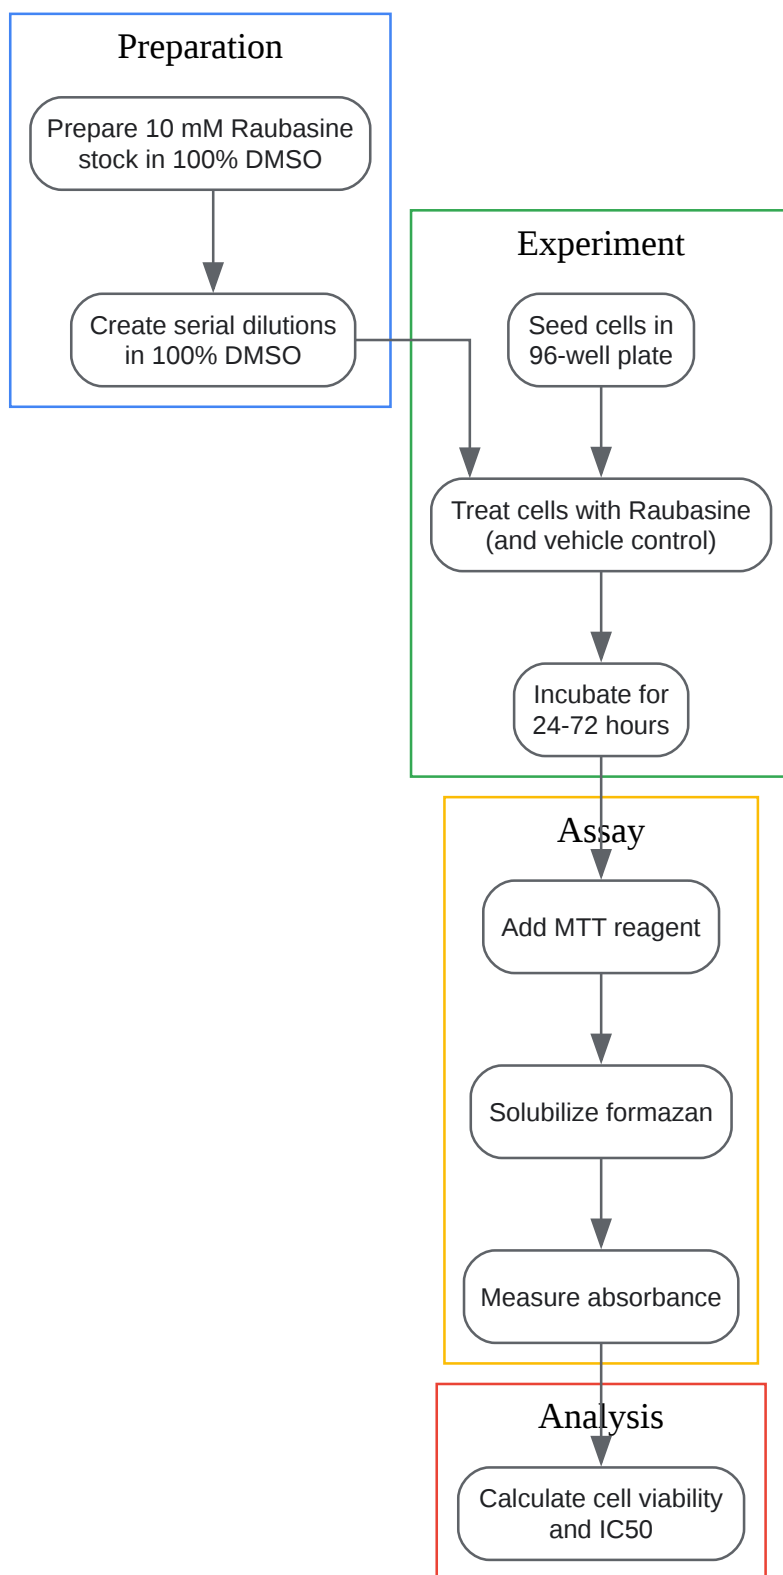 Preparation
Prepare 10 mM Raubasine
stock in 100% DMSO
Create serial dilutions
in 100% DMSO
Experiment
Seed cells in
96-well plate
Treat cells with Raubasine
(and vehicle control)
Incubate for
24-72 hours
Assay
Add MTT reagent
Solubilize formazan
Measure absorbance
Analysis
Calculate cell viability
and IC50